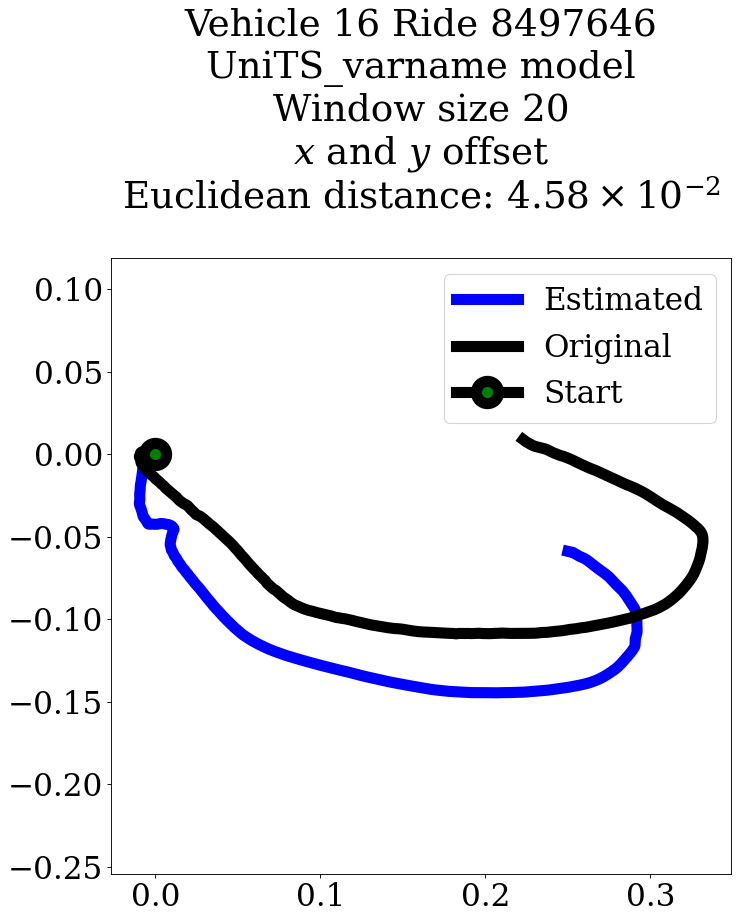 Vehicle 16 Ride 8497646
UniTS_varname model
Window size 20
x and y offset
Euclidean distance: 4.58 × 10⁻²
Estimated
Original
Start
0.10
0.05
0.00
−0.05
−0.10
−0.15
−0.20
−0.25
0.0 0.1 0.2 0.3